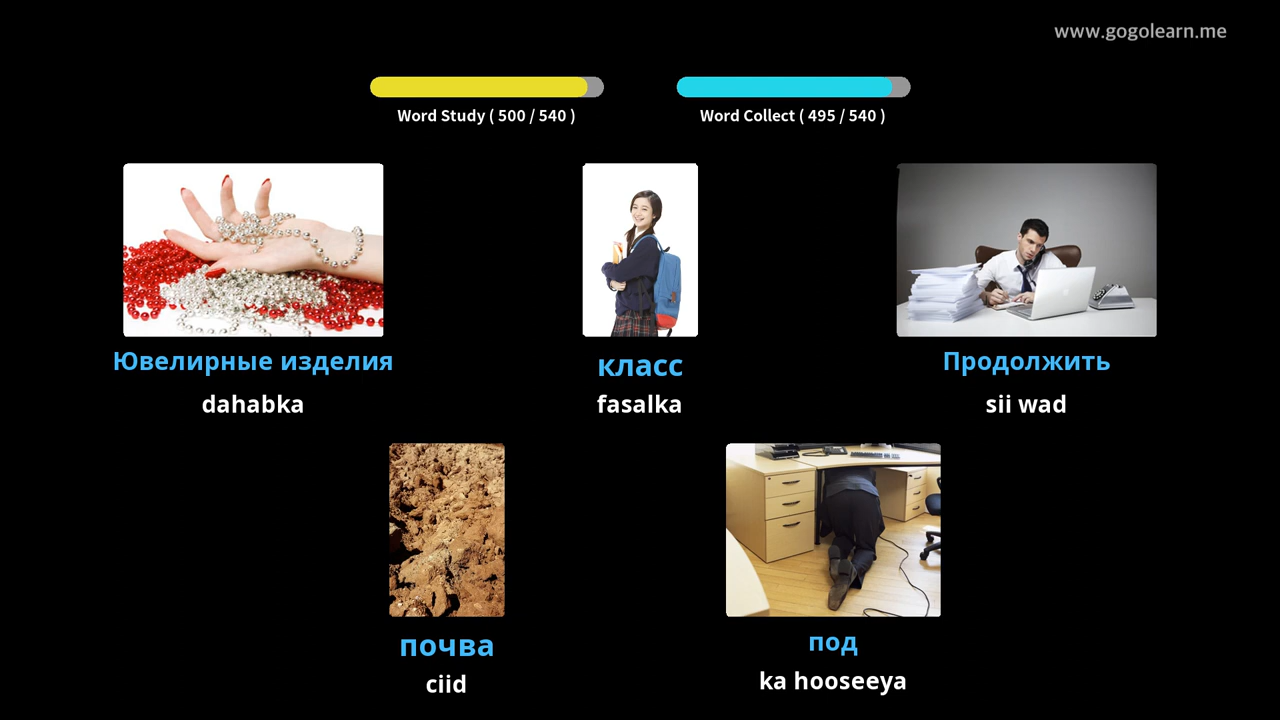 www.gogolearn.me
Word Study ( 500 / 540 )
Word Collect ( 495 / 540 )
Ювелирные изделия
dahabka
класс
fasalka
Продолжить
sii wad
почва
ciid
под
ka hooseeya